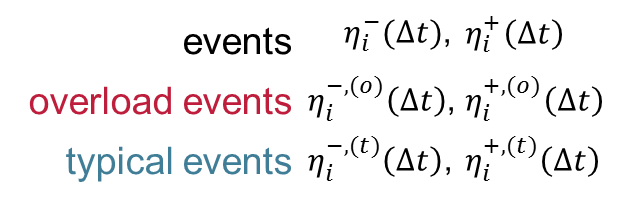 events η_i^−(Δt), η_i^+(Δt)
overload events η_i^{−,(o)}(Δt), η_i^{+,(o)}(Δt)
typical events η_i^{−,(t)}(Δt), η_i^{+,(t)}(Δt)